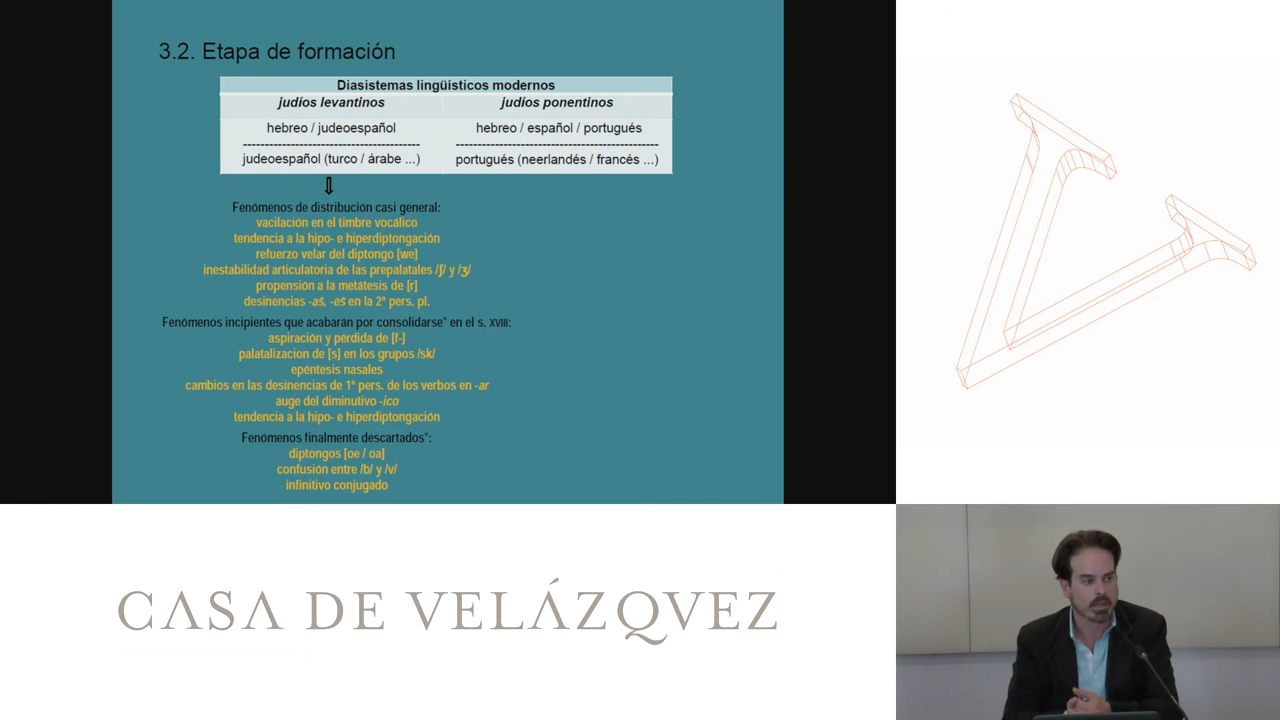 3.2. Etapa de formación
Diasistemas lingüísticos modernos
judíos levantinos judíos ponentinos
hebreo / judeoespañol hebreo / español / portugués
judeoespañol (turco / árabe ...) portugués (neerlandés / francés ...)
Fenómenos de distribución casi general:
vacilación en el timbre vocálico
tendencia a la hipo- e hiperdiptongación
refuerzo velar del diptongo [we]
inestabilidad articulatoria de las prepalatales /ʃ/ y /ʒ/
propensión a la metátesis de [r]
desinencias -aš, -eš en la 2ª pers. pl.
Fenómenos incipientes que acabarán por consolidarse* en el s. XVIII:
aspiración y pérdida de [f-]
palatalizacion de [s] en los grupos /sk/
epéntesis nasales
cambios en las desinencias de 1ª pers. de los verbos en -ar
auge del diminutivo -ico
tendencia a la hipo- e hiperdiptongación
Fenómenos finalmente descartados*:
diptongos [oe / oa]
confusión entre /b/ y /v/
infinitivo conjugado
CASA DE VELÁZQVEZ